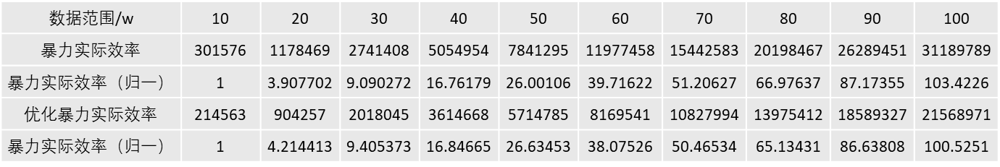 数据范围/w 10 20 30 40 50 60 70 80 90 100
暴力实际效率 301576 1178469 2741408 5054954 7841295 11977458 15442583 20198467 26289451 31189789
暴力实际效率（归一） 1 3.907702 9.090272 16.76179 26.00106 39.71622 51.20627 66.97637 87.17355 103.4226
优化暴力实际效率 214563 904257 2018045 3614668 5714785 8169541 10827994 13975412 18589327 21568971
暴力实际效率（归一） 1 4.214413 9.405373 16.84665 26.63453 38.07526 50.46534 65.13431 86.63808 100.5251